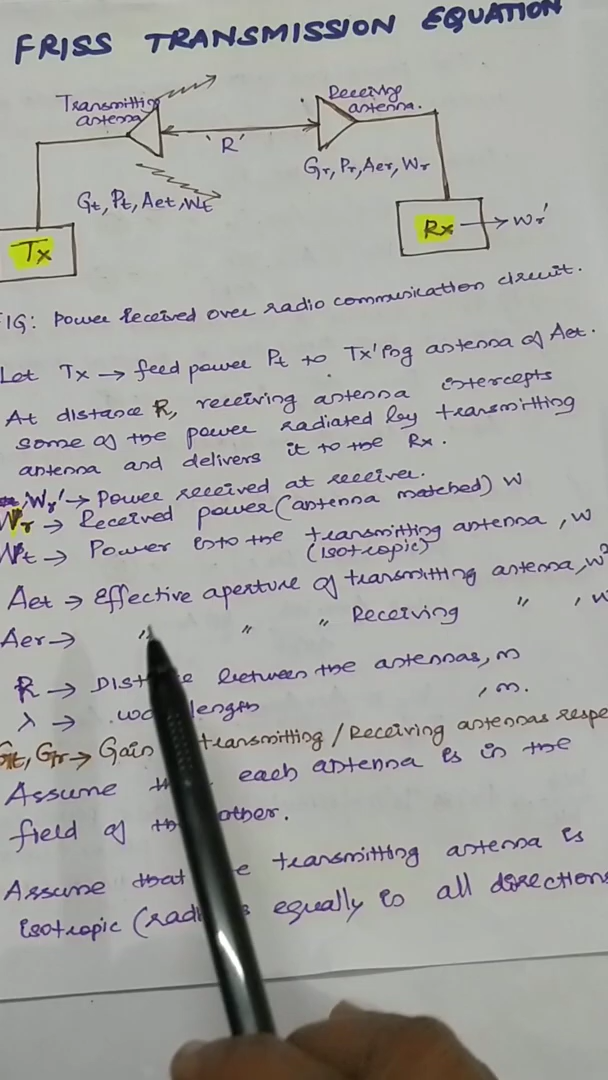 FRISS TRANSMISSION EQUATION
Transmitting
antenna
Receiving
antenna.
'R'
Gt, Pt, Aet, Wt
Gr, Pr, Aer, Wr
Tx
Rx → Wr'
IG: Power Received over radio communication circuit.
Let Tx → feed power Pt to Tx'ing antenna of Aet.
At distance R, receiving antenna intercepts
some of the power radiated by transmitting
antenna and delivers it to the Rx.
Wr' → Power received at receiver.
Wr → Received power (antenna matched) W
→ Power into the transmitting antenna, W
(isotropic)
Aet → Effective aperture of transmitting antenna,
Aer → " " " Receiving " ,
R → between the antennas, m
λ → length , m.
Gt, Gr → Gain transmitting / Receiving antennas respe
Assume each antenna is in the
field of other.
Assume that transmitting antenna is
isotropic ( equally in all directions